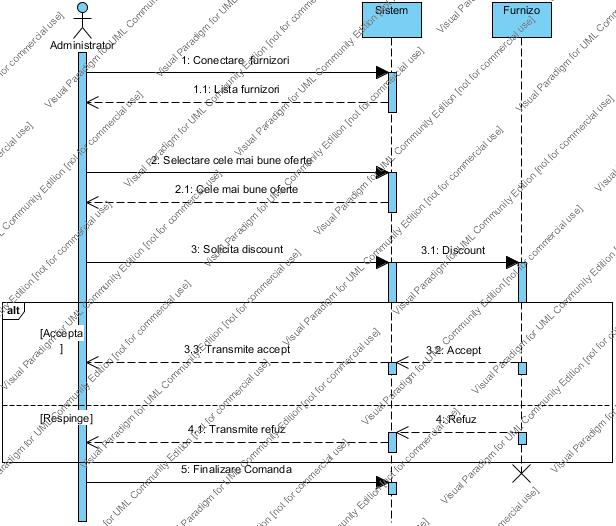 Sistem
Furnizo
Administrator
1: Conectare furnizori
1.1: Lista furnizori
2: Selectare cele mai bune oferte
2.1: Cele mai bune oferte
3: Solicita discount
3.1: Discount
alt
[Accepta
]
3.3: Transmite accept
3.2: Accept
[Respinge]
4: Refuz
4.1: Transmite refuz
5: Finalizare Comanda
Visual Paradigm for UML Community Edition [not for commercial use]